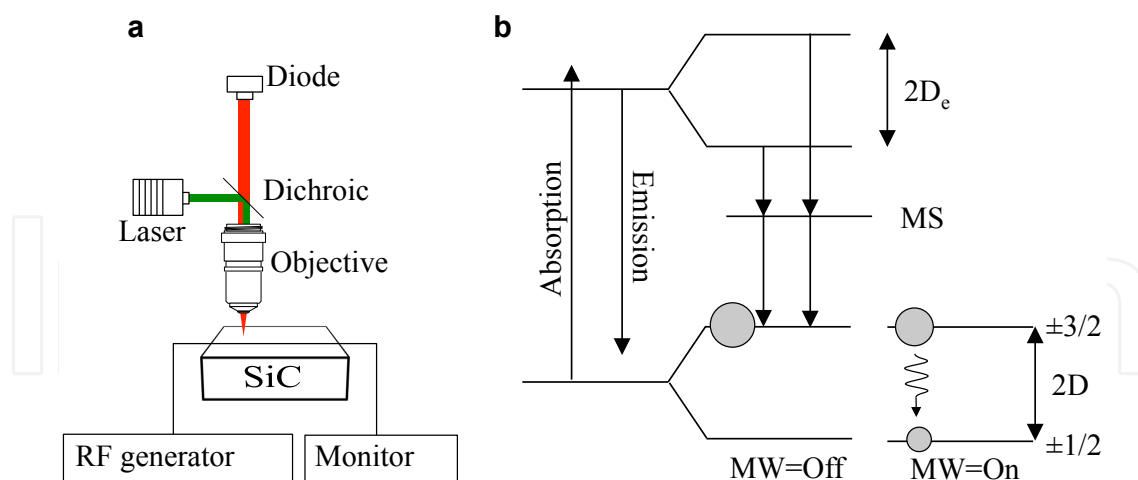 a
Diode
Dichroic
Laser
Objective
SiC
RF generator
Monitor
b
Absorption
Emission
2Dₑ
MS
±3/2
2D
±1/2
MW=Off
MW=On